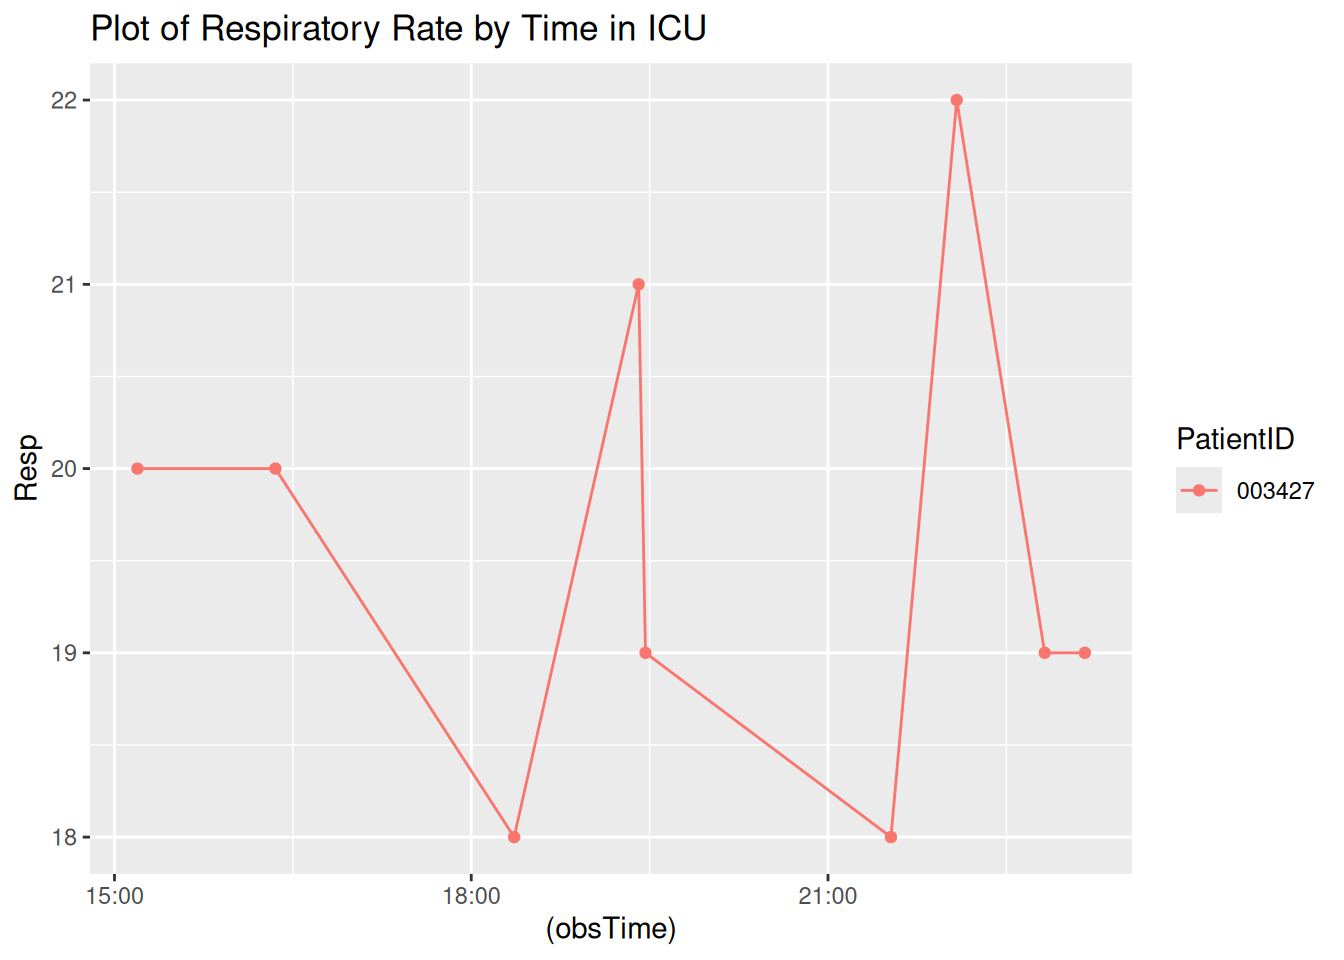 Plot of Respiratory Rate by Time in ICU
22
21
20
19
18
Resp
15:00 18:00 21:00
(obsTime)
PatientID
003427